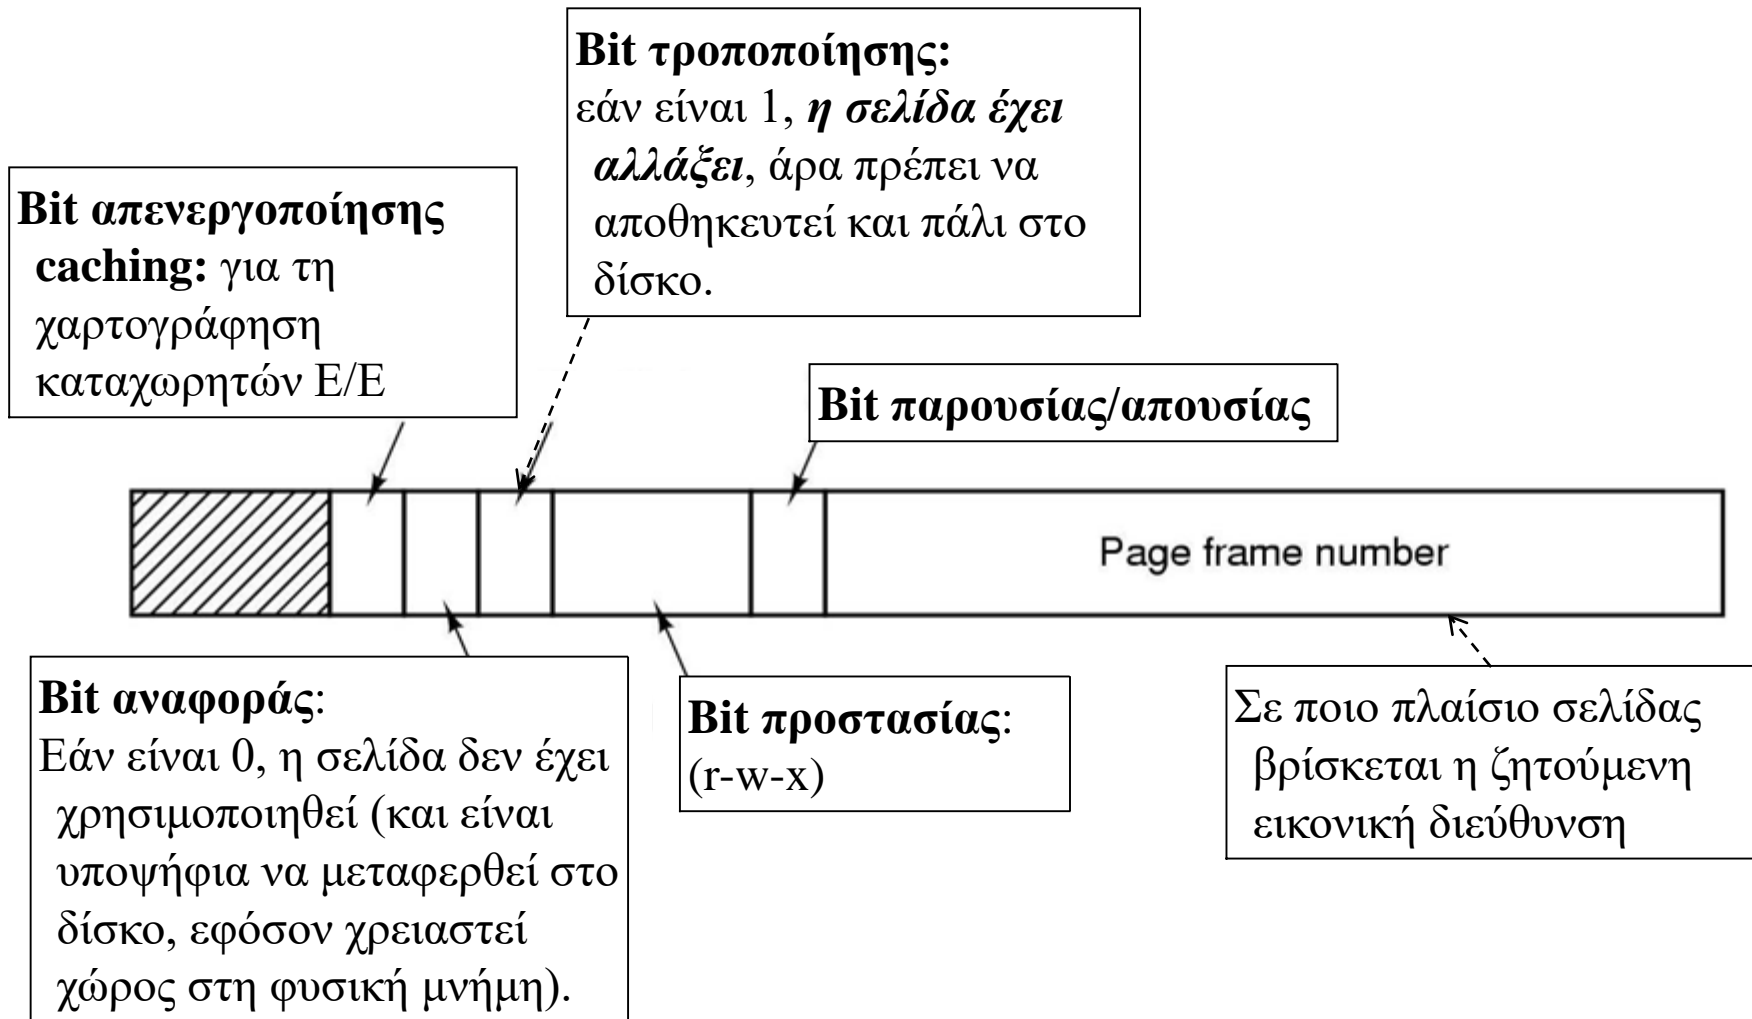 Bit τροποποίησης:
εάν είναι 1, η σελίδα έχει
αλλάξει, άρα πρέπει να
αποθηκευτεί και πάλι στο
δίσκο.
Bit απενεργοποίησης
caching: για τη
χαρτογράφηση
καταχωρητών Ε/Ε
Bit παρουσίας/απουσίας
Page frame number
Bit αναφοράς:
Εάν είναι 0, η σελίδα δεν έχει
χρησιμοποιηθεί (και είναι
υποψήφια να μεταφερθεί στο
δίσκο, εφόσον χρειαστεί
χώρος στη φυσική μνήμη).
Bit προστασίας:
(r-w-x)
Σε ποιο πλαίσιο σελίδας
βρίσκεται η ζητούμενη
εικονική διεύθυνση